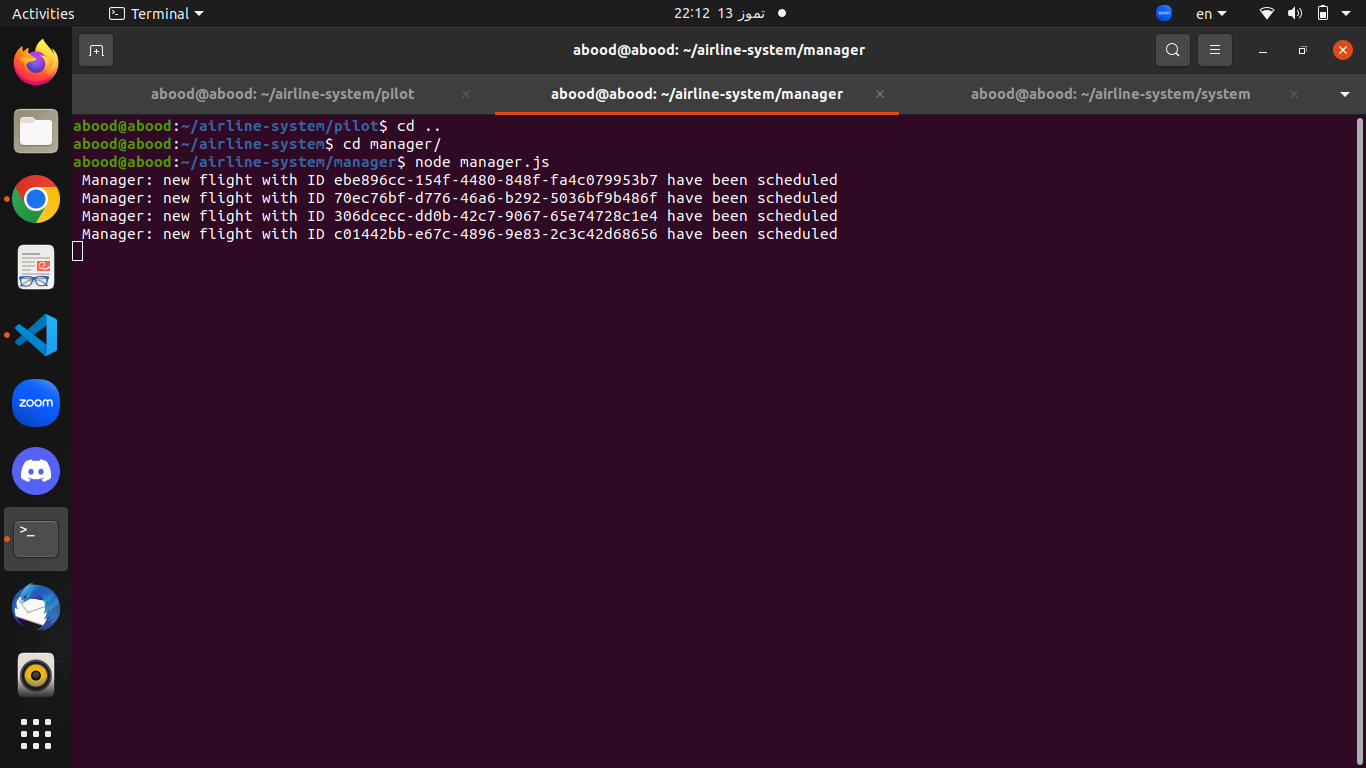 Activities
Terminal
22:12 13 تموز
zoom
en
abood@abood: ~/airline-system/manager
abood@abood: ~/airline-system/pilot
abood@abood: ~/airline-system/manager
abood@abood: ~/airline-system/system
abood@abood:~/airline-system/pilot$ cd ..
abood@abood:~/airline-system$ cd manager/
abood@abood:~/airline-system/manager$ node manager.js
Manager: new flight with ID ebe896cc-154f-4480-848f-fa4c079953b7 have been scheduled
Manager: new flight with ID 70ec76bf-d776-46a6-b292-5036bf9b486f have been scheduled
Manager: new flight with ID 306dcecc-dd0b-42c7-9067-65e74728c1e4 have been scheduled
Manager: new flight with ID c01442bb-e67c-4896-9e83-2c3c42d68656 have been scheduled
zoom
>_